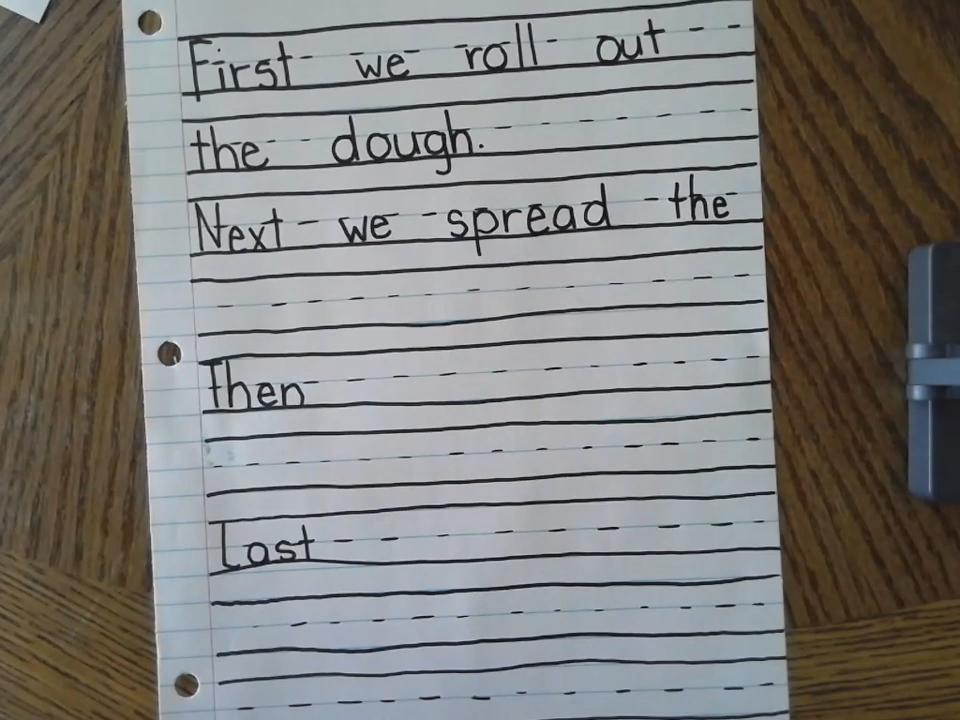 First we roll out
the dough.
Next we spread the
Then
Last